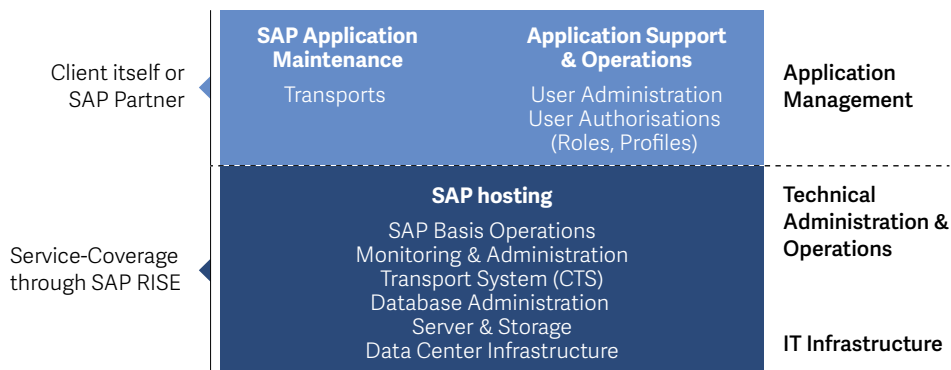 Client itself or
SAP Partner
SAP Application
Maintenance
Transports
Application Support
& Operations
User Administration
User Authorisations
(Roles, Profiles)
Application
Management
Service-Coverage
through SAP RISE
SAP hosting
SAP Basis Operations
Monitoring & Administration
Transport System (CTS)
Database Administration
Server & Storage
Data Center Infrastructure
Technical
Administration &
Operations
IT Infrastructure